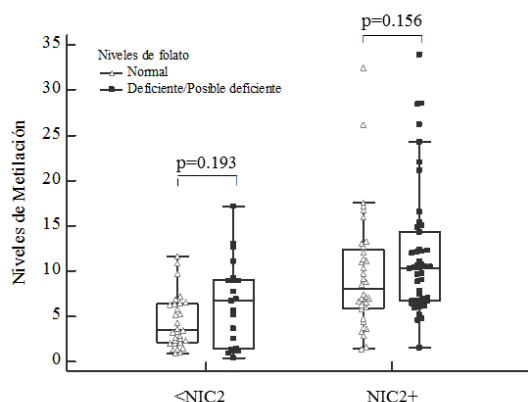 p=0.156
35
Niveles de folato
Normal
Deficiente/Posible deficiente
30
25
p=0.193
20
15
10
5
0
Niveles de Metilación
<NIC2
NIC2+